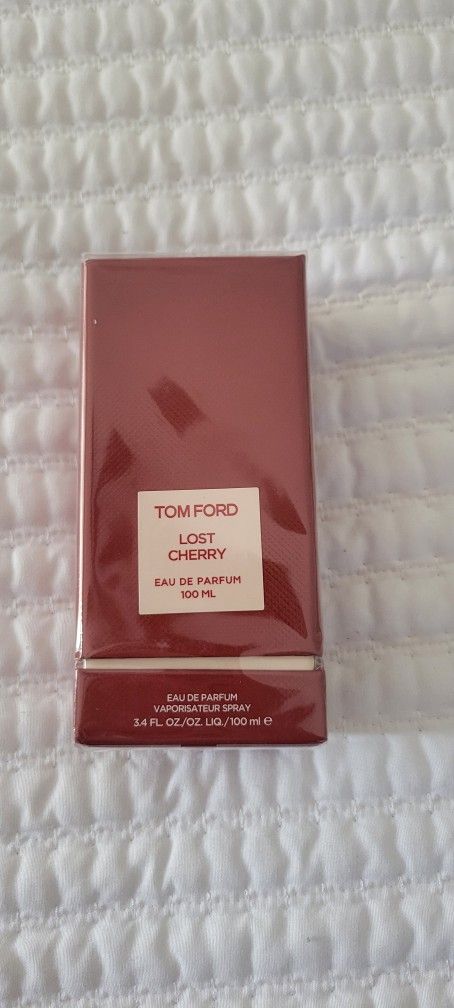 TOM FORD
LOST
CHERRY
EAU DE PARFUM
100 ML
EAU DE PARFUM
VAPORISATEUR SPRAY
3.4 FL. OZ./OZ. LIQ./100 ml ℮